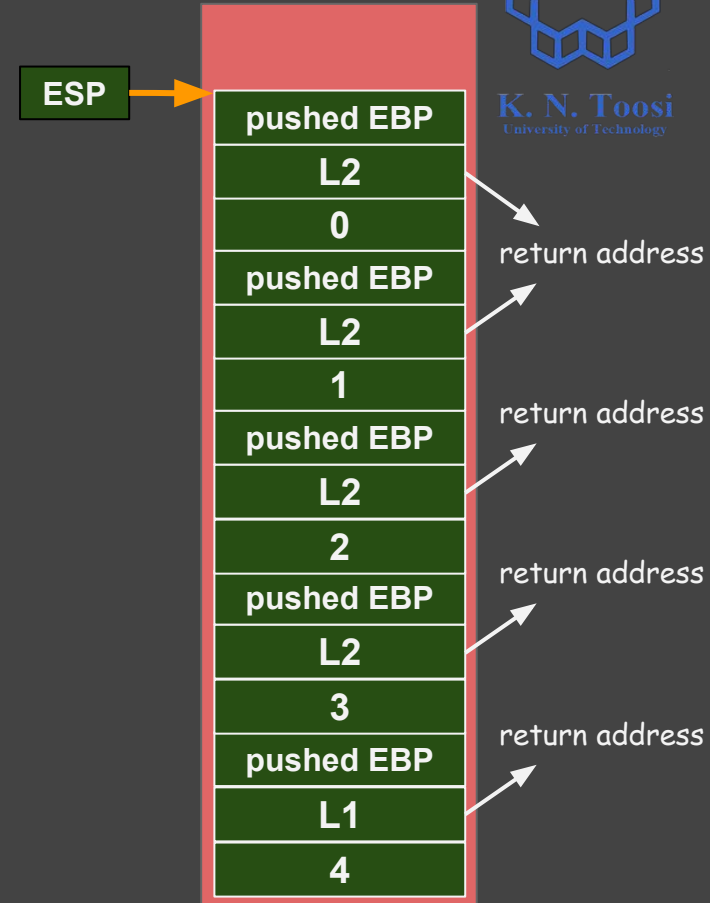 K. N. Toosi
University of Technology
ESP
pushed EBP
L2
0
return address
pushed EBP
L2
1
return address
pushed EBP
L2
2
return address
pushed EBP
L2
3
return address
pushed EBP
L1
4